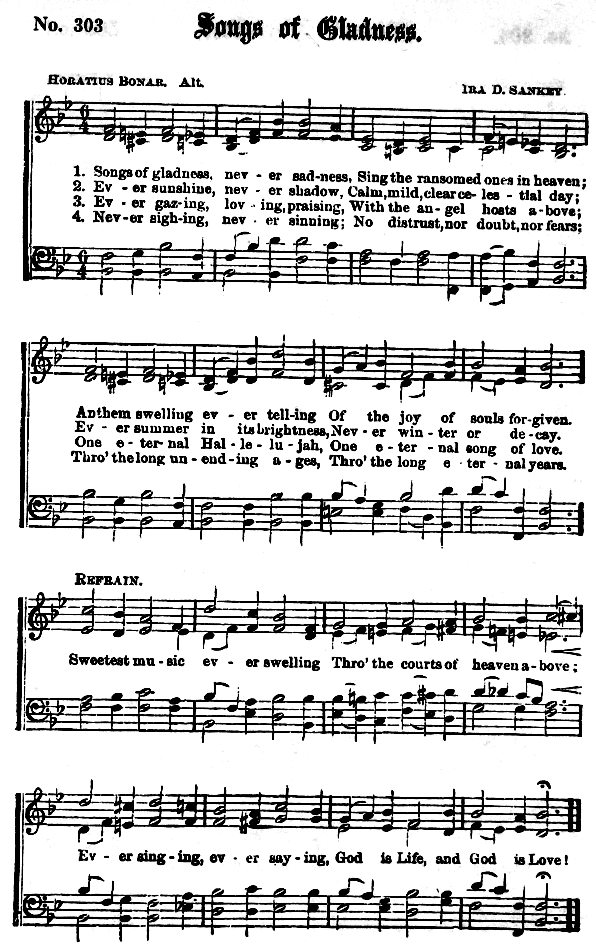 No. 303
Songs of Gladness.
HORATIUS BONAR. Alt.
IRA D. SANKEY.
1. Songs of gladness, nev - er sad-ness, Sing the ransomed ones in heaven;
2. Ev - er sunshine, nev - er shadow, Calm, mild, clear ce- les - tial day;
3. Ev - er gaz-ing, lov - ing, praising, With the an - gel hosts a-bove;
4. Nev-er sigh-ing, nev - er sinning; No distrust, nor doubt, nor fears;
Anthem swelling ev - er tell-ing Of the joy of souls for-given.
Ev - er summer in its brightness, Nev - er win - ter or de-cay.
One e - ter-nal Hal - le - lu - jah, One e - ter - nal song of love.
Thro' the long un - end - ing a - ges, Thro' the long e - ter - nal years.
REFRAIN.
Sweetest mu-sic ev - er swelling Thro' the courts of heaven a-bove;
Ev - er sing-ing, ev - er say-ing, God is Life, and God is Love!